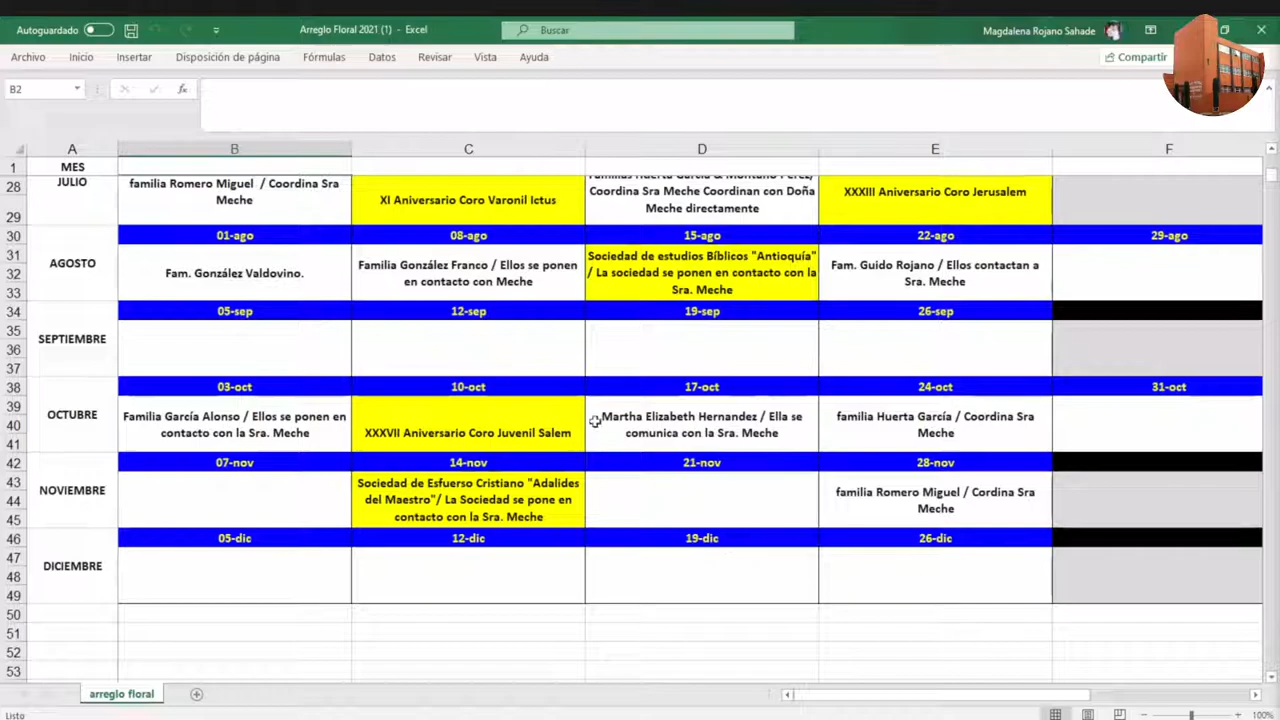 Autoguardado
Arreglo Floral 2021 (1) - Excel
Buscar
Magdalena Rojano Sahade
Archivo Inicio Insertar Disposición de página Fórmulas Datos Revisar Vista Ayuda
Compartir
B2
fx
A B C D E F
1 MES
28 JULIO
29
familia Romero Miguel / Coordina Sra
Meche
XI Aniversario Coro Varonil Ictus
Familias Huerta García & Montaño Pérez/
Coordina Sra Meche Coordinan con Doña
Meche directamente
XXXIII Aniversario Coro Jerusalem
30 01-ago 08-ago 15-ago 22-ago 29-ago
31
32
33
AGOSTO
Fam. González Valdovino.
Familia González Franco / Ellos se ponen
en contacto con Meche
Sociedad de estudios Bíblicos "Antioquía"
/ La sociedad se ponen en contacto con la
Sra. Meche
Fam. Guido Rojano / Ellos contactan a
Sra. Meche
34 05-sep 12-sep 19-sep 26-sep
35
36
37
SEPTIEMBRE
38 03-oct 10-oct 17-oct 24-oct 31-oct
39
40
41
OCTUBRE
Familia García Alonso / Ellos se ponen en
contacto con la Sra. Meche
XXXVII Aniversario Coro Juvenil Salem
Martha Elizabeth Hernandez / Ella se
comunica con la Sra. Meche
familia Huerta García / Coordina Sra
Meche
42 07-nov 14-nov 21-nov 28-nov
43
44
45
NOVIEMBRE
Sociedad de Esfuerso Cristiano "Adalides
del Maestro"/ La Sociedad se pone en
contacto con la Sra. Meche
familia Romero Miguel / Cordina Sra
Meche
46 05-dic 12-dic 19-dic 26-dic
47
48
49
DICIEMBRE
50
51
52
53
arreglo floral
Listo
100%